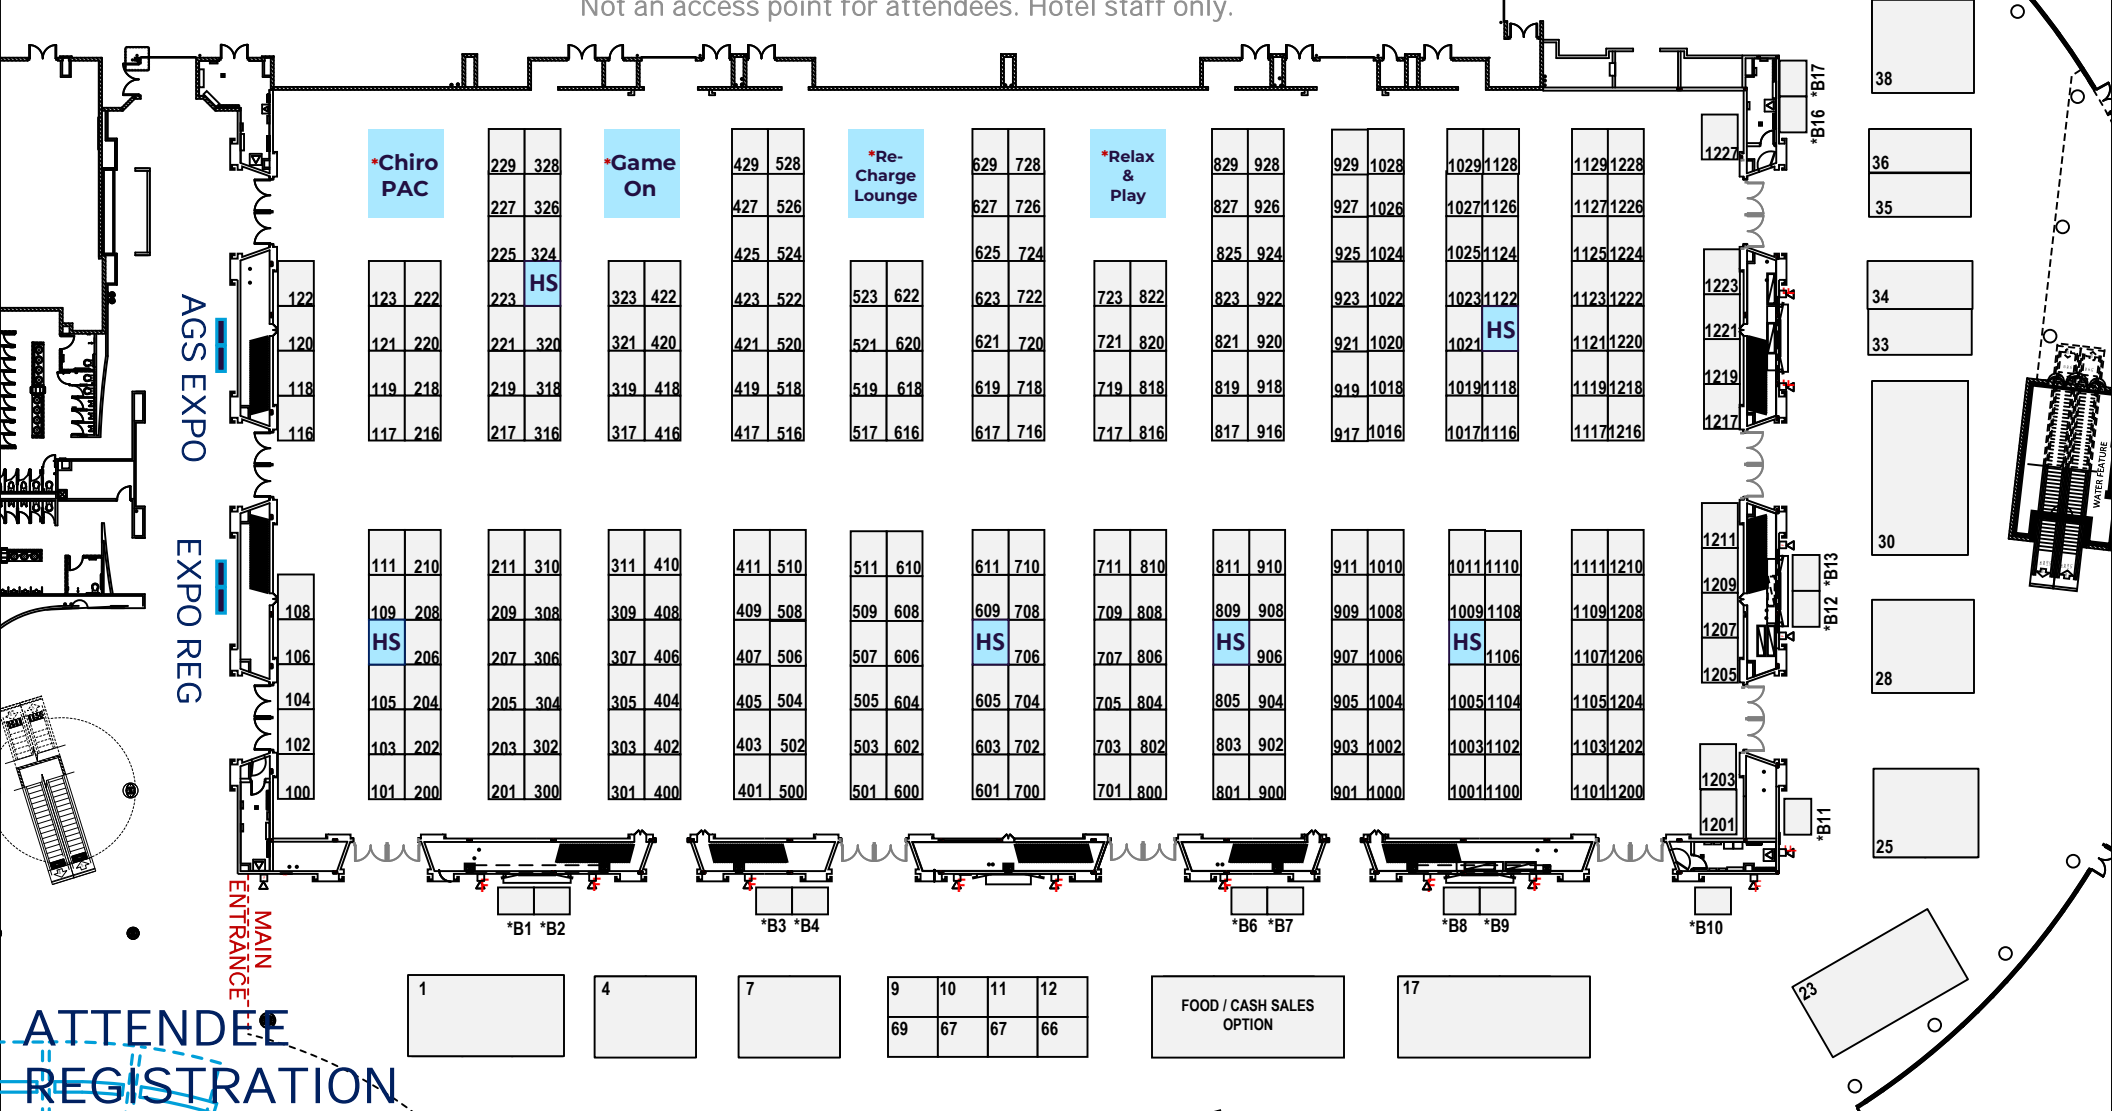 Not an access point for attendees. Hotel staff only.
*B17
*B16
38
36
35
34
33
30
28
25
23
*Chiro
PAC
*Game
On
*Re-
Charge
Lounge
*Relax
&
Play
229 328 429 528 629 728 829 928 929 1028 1029 1128 1129 1228 1227
227 326 427 526 627 726 827 926 927 1026 1027 1126 1127 1226
225 324 425 524 625 724 825 924 925 1024 1025 1124 1125 1224
122 123 222 223 HS 323 422 423 522 523 622 623 722 723 822 823 922 923 1022 1023 1122 1123 1222 1223
120 121 220 221 320 321 420 421 520 521 620 621 720 721 820 821 920 921 1020 1021 HS 1121 1220 1221
118 119 218 219 318 319 418 419 518 519 618 619 718 719 818 819 918 919 1018 1019 1118 1119 1218 1219
116 117 216 217 316 317 416 417 516 517 616 617 716 717 816 817 916 917 1016 1017 1116 1117 1216 1217
AGS EXPO
EXPO REG
WATER FEATURE
111 210 211 310 311 410 411 510 511 610 611 710 711 810 811 910 911 1010 1011 1110 1111 1210 1211
108 109 208 209 308 309 408 409 508 509 608 609 708 709 808 809 908 909 1008 1009 1108 1109 1208 1209
106 HS 206 207 306 307 406 407 506 507 606 HS 706 707 806 HS 906 907 1006 HS 1106 1107 1206 1207
104 105 204 205 304 305 404 405 504 505 604 605 704 705 804 805 904 905 1004 1005 1104 1105 1204 1205
102 103 202 203 302 303 402 403 502 503 602 603 702 703 802 803 902 903 1002 1003 1102 1103 1202 1203
100 101 200 201 300 301 400 401 500 501 600 601 700 701 800 801 900 901 1000 1001 1100 1101 1200 1201
*B13
*B12
*B11
*B1 *B2 *B3 *B4 *B6 *B7 *B8 *B9 *B10
MAIN
ENTRANCE
1 4 7 9 10 11 12
69 67 67 66
FOOD / CASH SALES
OPTION
17
ATTENDEE
REGISTRATION